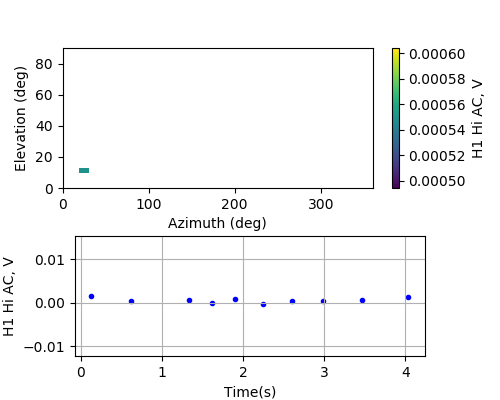 80
60
40
20
0
Elevation (deg)
0 100 200 300
Azimuth (deg)
0.00060
0.00058
0.00056
0.00054
0.00052
0.00050
H1 Hi AC, V
0.01
0.00
−0.01
H1 Hi AC, V
0 1 2 3 4
Time(s)